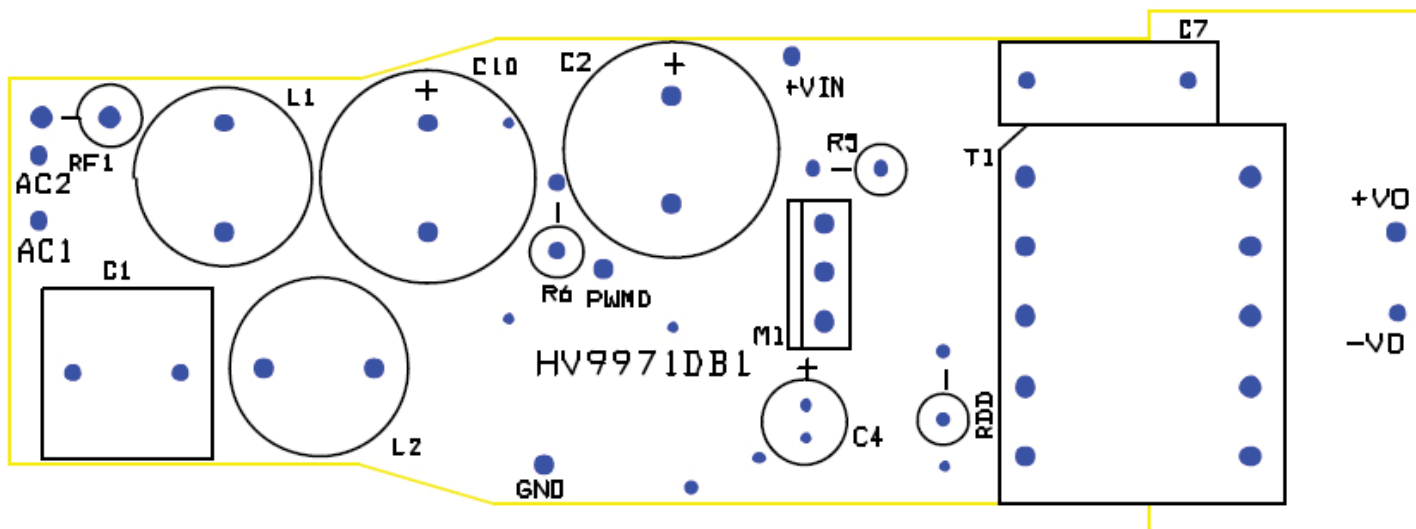 C7
C10
C2
+
+
+VIN
L1
R9
RF1
T1
AC2
+VO
AC1
C1
R6
PWMD
M1
-VO
HV9971DB1
+
RDD
C4
L2
GND